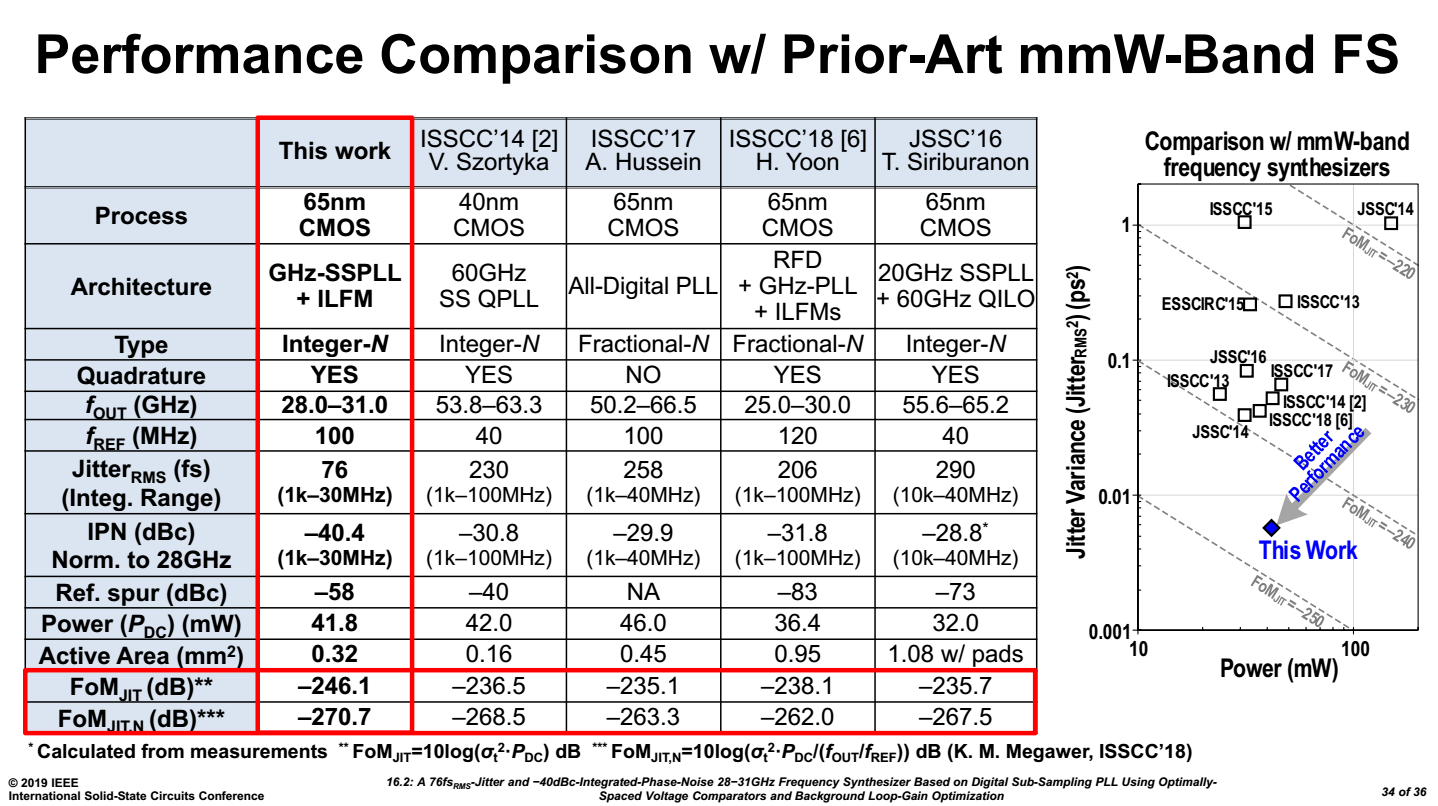 Performance Comparison w/ Prior-Art mmW-Band FS
This work
ISSCC'14 [2]
V. Szortyka
ISSCC'17
A. Hussein
ISSCC'18 [6]
H. Yoon
JSSC'16
T. Siriburanon
Process
65nm
CMOS
40nm
CMOS
65nm
CMOS
65nm
CMOS
65nm
CMOS
Architecture
GHz-SSPLL
+ ILFM
60GHz
SS QPLL
All-Digital PLL
RFD
+ GHz-PLL
+ ILFMs
20GHz SSPLL
+ 60GHz QILO
Type
Integer-N
Integer-N
Fractional-N
Fractional-N
Integer-N
Quadrature
YES
YES
NO
YES
YES
fOUT (GHz)
28.0–31.0
53.8–63.3
50.2–66.5
25.0–30.0
55.6–65.2
fREF (MHz)
100
40
100
120
40
JitterRMS (fs)
(Integ. Range)
76
(1k–30MHz)
230
(1k–100MHz)
258
(1k–40MHz)
206
(1k–100MHz)
290
(10k–40MHz)
IPN (dBc)
Norm. to 28GHz
–40.4
(1k–30MHz)
–30.8
(1k–100MHz)
–29.9
(1k–40MHz)
–31.8
(1k–100MHz)
–28.8*
(10k–40MHz)
Ref. spur (dBc)
–58
–40
NA
–83
–73
Power (PDC) (mW)
41.8
42.0
46.0
36.4
32.0
Active Area (mm²)
0.32
0.16
0.45
0.95
1.08 w/ pads
FoMJIT (dB)**
–246.1
–236.5
–235.1
–238.1
–235.7
FoMJIT,N (dB)***
–270.7
–268.5
–263.3
–262.0
–267.5
* Calculated from measurements ** FoMJIT=10log(σt²·PDC) dB *** FoMJIT,N=10log(σt²·PDC/(fOUT/fREF)) dB (K. M. Megawer, ISSCC'18)
Comparison w/ mmW-band
frequency synthesizers
Jitter Variance (JitterRMS²) (ps²)
1
0.1
0.01
0.001
10
100
Power (mW)
ISSCC'15
JSSC'14
FoMJIT = –220
ESSCIRC'15
ISSCC'13
JSSC'16
ISSCC'17
ISSCC'13
FoMJIT = –230
ISSCC'14 [2]
ISSCC'18 [6]
JSSC'14
Better
Performance
FoMJIT = –240
This Work
FoMJIT = –250
© 2019 IEEE
International Solid-State Circuits Conference
16.2: A 76fsRMS-Jitter and −40dBc-Integrated-Phase-Noise 28−31GHz Frequency Synthesizer Based on Digital Sub-Sampling PLL Using Optimally-
Spaced Voltage Comparators and Background Loop-Gain Optimization
34 of 36